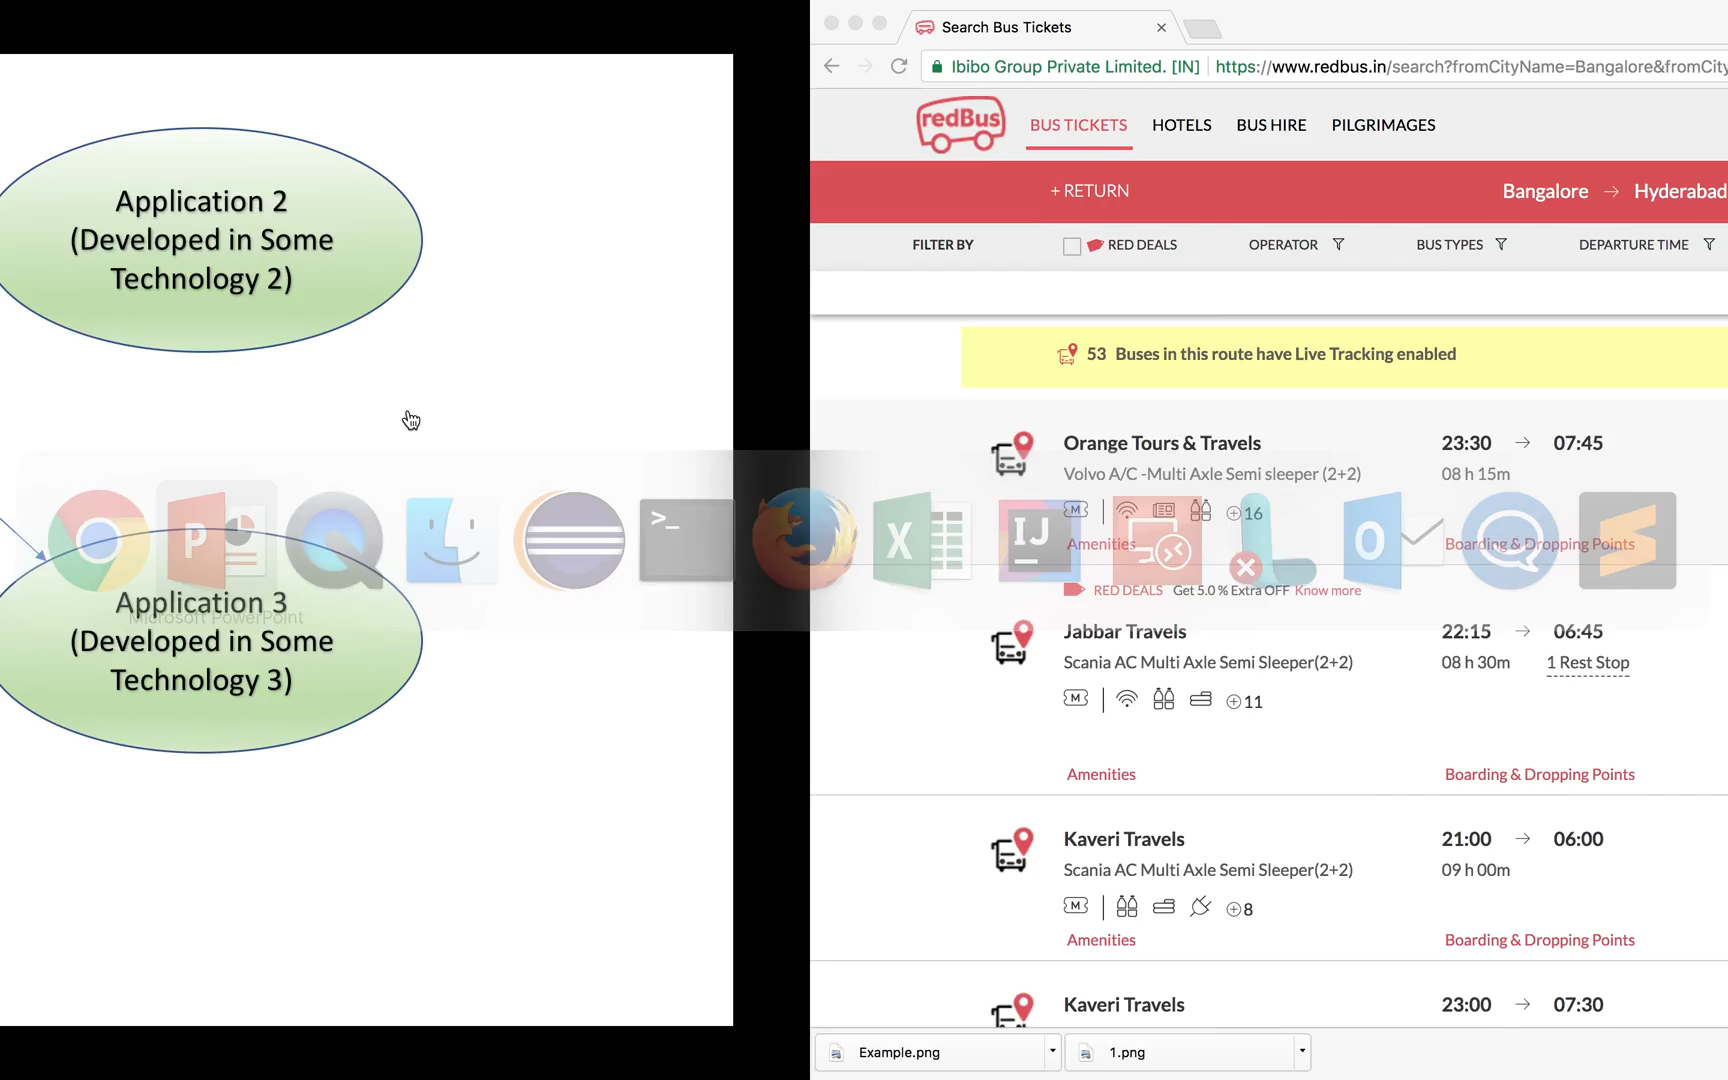 Application 2
(Developed in Some
Technology 2)
Application 3
(Developed in Some
Technology 3)
Microsoft PowerPoint
Search Bus Tickets
Ibibo Group Private Limited. [IN]
https://www.redbus.in/search?fromCityName=Bangalore&fromCity
redBus
BUS TICKETS
HOTELS
BUS HIRE
PILGRIMAGES
+ RETURN
Bangalore → Hyderabad
FILTER BY
RED DEALS
OPERATOR
BUS TYPES
DEPARTURE TIME
53 Buses in this route have Live Tracking enabled
Orange Tours & Travels
23:30 → 07:45
Volvo A/C -Multi Axle Semi sleeper (2+2)
08 h 15m
M
16
Amenities
Boarding & Dropping Points
RED DEALS Get 5.0 % Extra OFF Know more
Jabbar Travels
22:15 → 06:45
Scania AC Multi Axle Semi Sleeper(2+2)
08 h 30m
1 Rest Stop
M
11
Amenities
Boarding & Dropping Points
Kaveri Travels
21:00 → 06:00
Scania AC Multi Axle Semi Sleeper(2+2)
09 h 00m
M
8
Amenities
Boarding & Dropping Points
Kaveri Travels
23:00 → 07:30
Example.png
1.png
P
>_
X
IJ
O